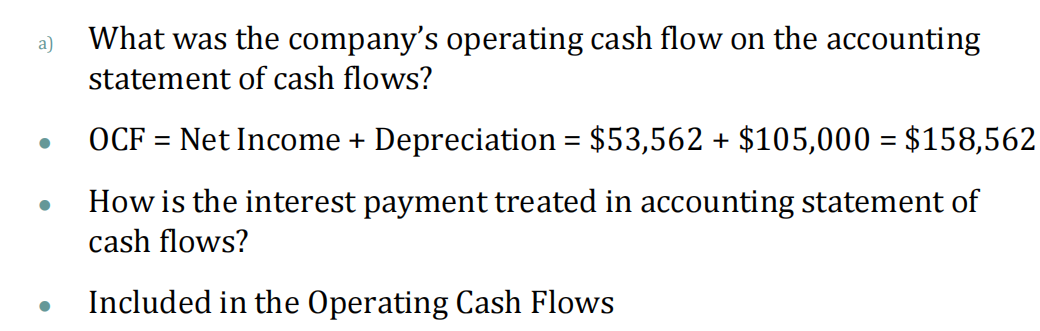 a) What was the company’s operating cash flow on the accounting
statement of cash flows?
• OCF = Net Income + Depreciation = $53,562 + $105,000 = $158,562
• How is the interest payment treated in accounting statement of
cash flows?
• Included in the Operating Cash Flows